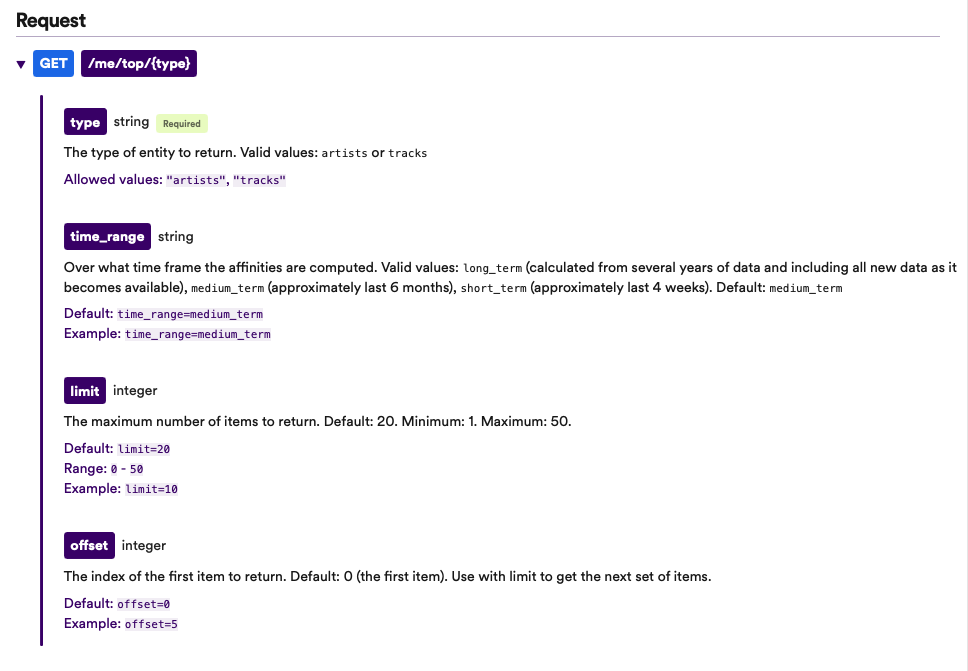 Request
GET /me/top/{type}
type string Required
The type of entity to return. Valid values: artists or tracks
Allowed values: "artists", "tracks"
time_range string
Over what time frame the affinities are computed. Valid values: long_term (calculated from several years of data and including all new data as it
becomes available), medium_term (approximately last 6 months), short_term (approximately last 4 weeks). Default: medium_term
Default: time_range=medium_term
Example: time_range=medium_term
limit integer
The maximum number of items to return. Default: 20. Minimum: 1. Maximum: 50.
Default: limit=20
Range: 0 - 50
Example: limit=10
offset integer
The index of the first item to return. Default: 0 (the first item). Use with limit to get the next set of items.
Default: offset=0
Example: offset=5